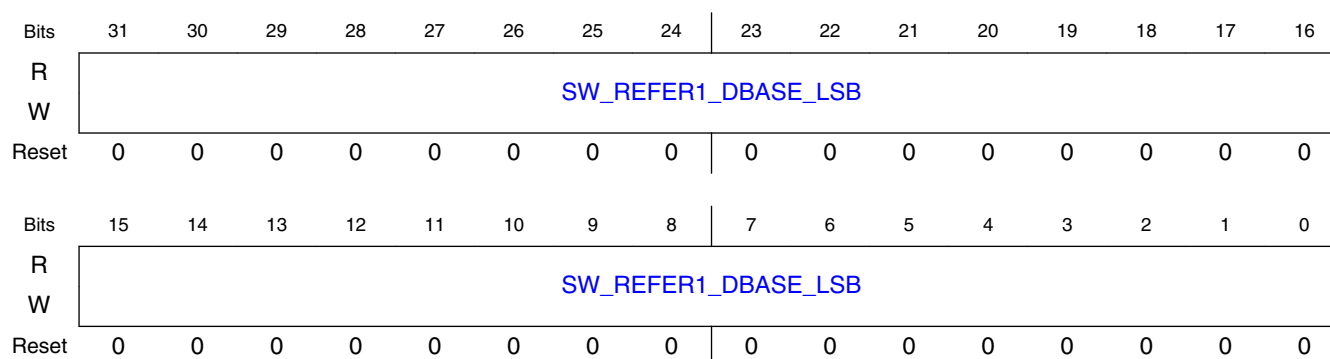 Bits 31 30 29 28 27 26 25 24 23 22 21 20 19 18 17 16
R
SW_REFER1_DBASE_LSB
W
Reset 0 0 0 0 0 0 0 0 0 0 0 0 0 0 0 0
Bits 15 14 13 12 11 10 9 8 7 6 5 4 3 2 1 0
R
SW_REFER1_DBASE_LSB
W
Reset 0 0 0 0 0 0 0 0 0 0 0 0 0 0 0 0